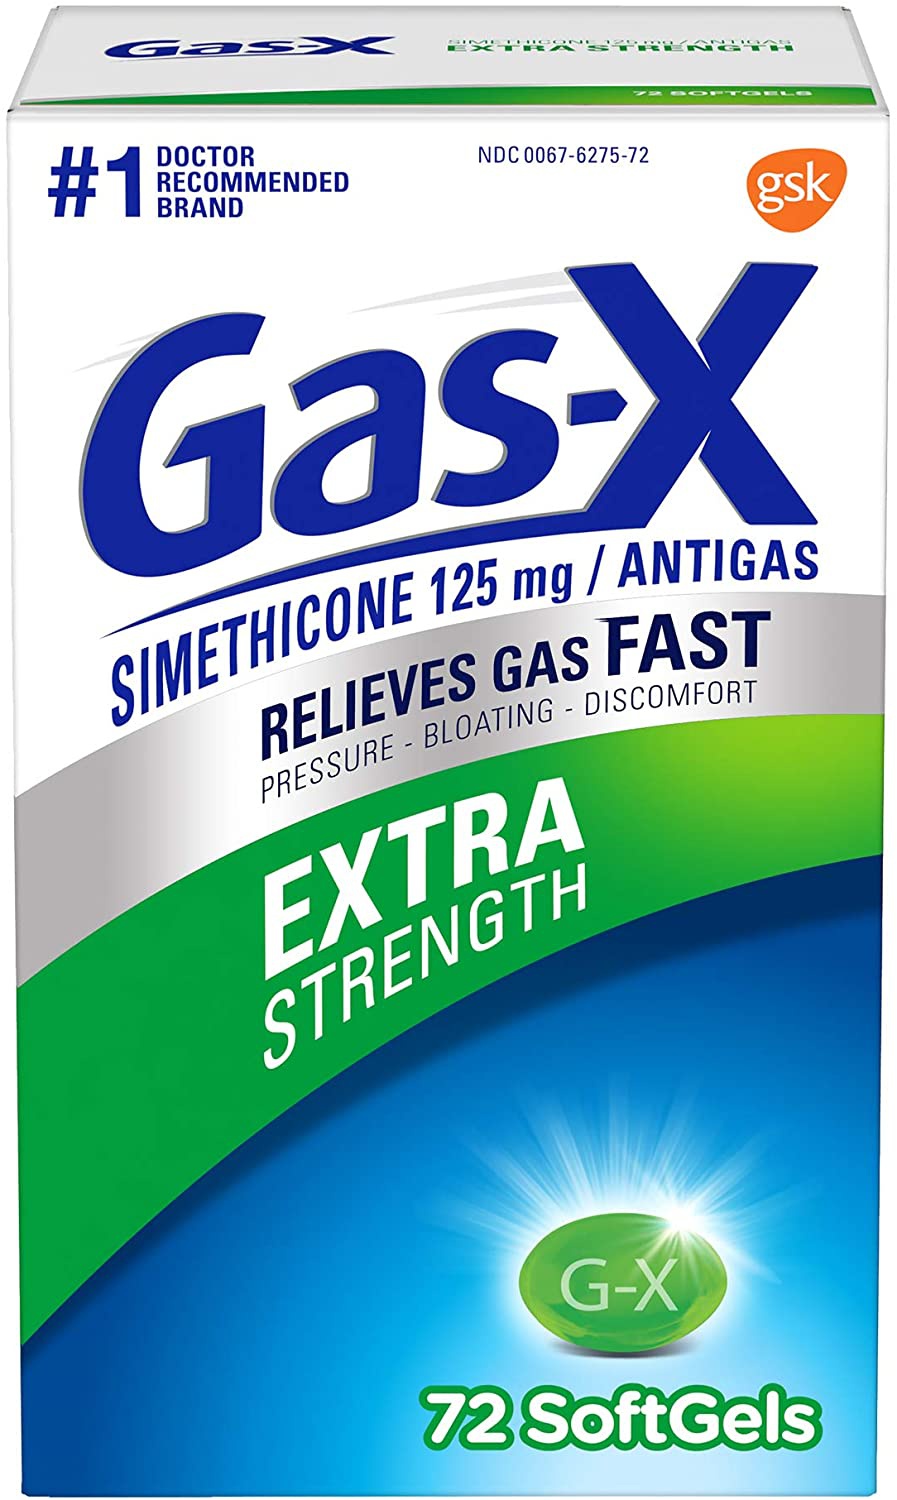 Gas-X
SIMETHICONE 125 mg / ANTIGAS
EXTRA STRENGTH
72 SOFTGELS
#1 DOCTOR
RECOMMENDED
BRAND
NDC 0067-6275-72
gsk
Gas-X
SIMETHICONE 125 mg / ANTIGAS
RELIEVES GAS FAST
PRESSURE - BLOATING - DISCOMFORT
EXTRA
STRENGTH
G-X
72 SoftGels